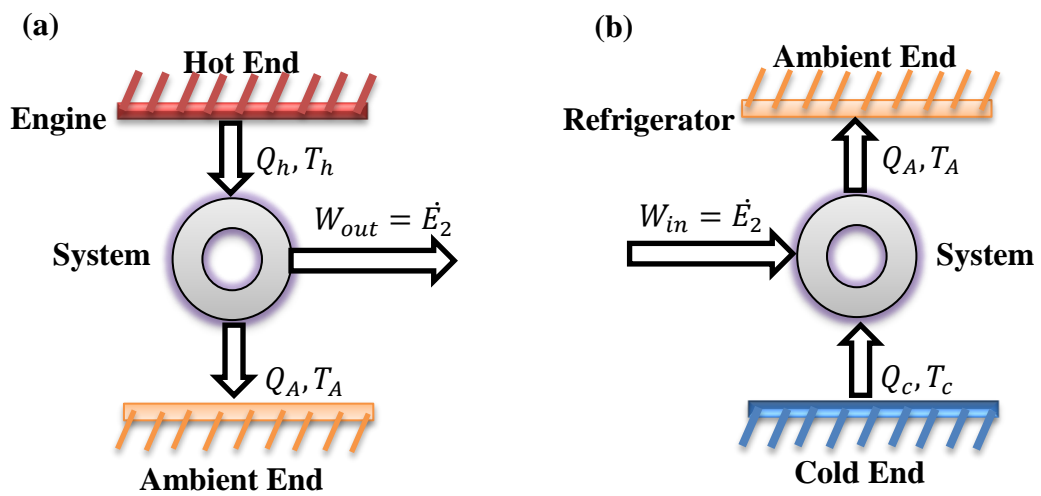 (a)
Hot End
Engine
Q_h, T_h
W_out = Ė_2
System
Q_A, T_A
Ambient End
(b)
Ambient End
Refrigerator
Q_A, T_A
W_in = Ė_2
System
Q_c, T_c
Cold End